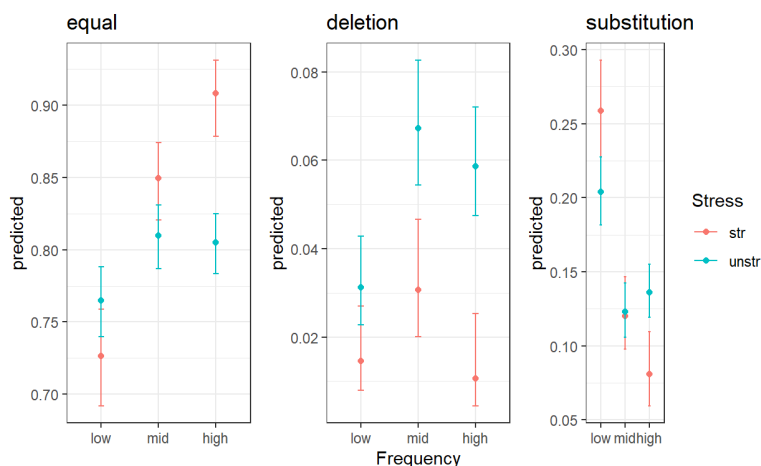 equal
predicted
0.90
0.85
0.80
0.75
0.70
low mid high
deletion
predicted
0.08
0.06
0.04
0.02
low mid high
Frequency
substitution
predicted
0.30
0.25
0.20
0.15
0.10
0.05
low mid high
Stress
str
unstr